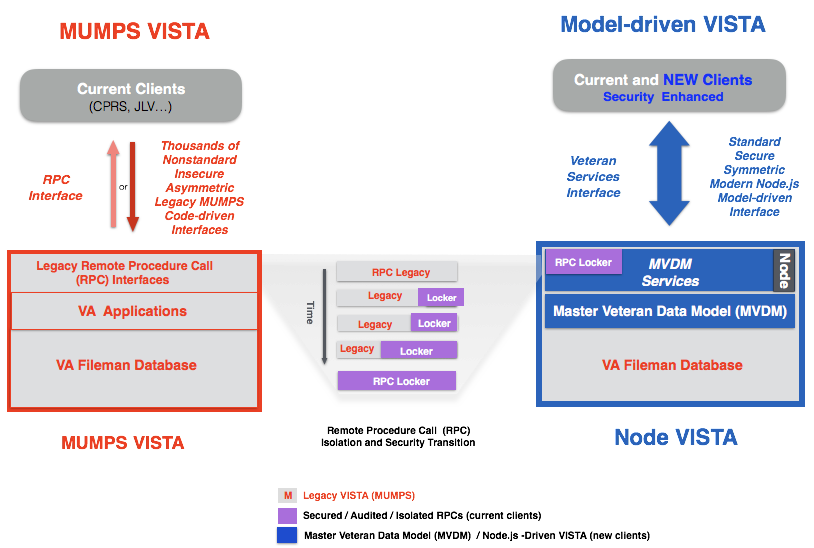 MUMPS VISTA
Current Clients
(CPRS, JLV…)
RPC
Interface
or
Thousands of
Nonstandard
Insecure
Asymmetric
Legacy MUMPS
Code-driven
Interfaces
Legacy Remote Procedure Call
(RPC) Interfaces
VA Applications
VA Fileman Database
MUMPS VISTA
Time
RPC Legacy
Legacy Locker
Legacy Locker
Legacy Locker
RPC Locker
Remote Procedure Call (RPC)
Isolation and Security Transition
Model-driven VISTA
Current and NEW Clients
Security Enhanced
Veteran
Services
Interface
Standard
Secure
Symmetric
Modern Node.js
Model-driven
Interface
RPC Locker
MVDM
Services
Node
Master Veteran Data Model (MVDM)
VA Fileman Database
Node VISTA
M Legacy VISTA (MUMPS)
Secured / Audited / Isolated RPCs (current clients)
Master Veteran Data Model (MVDM) / Node.js -Driven VISTA (new clients)